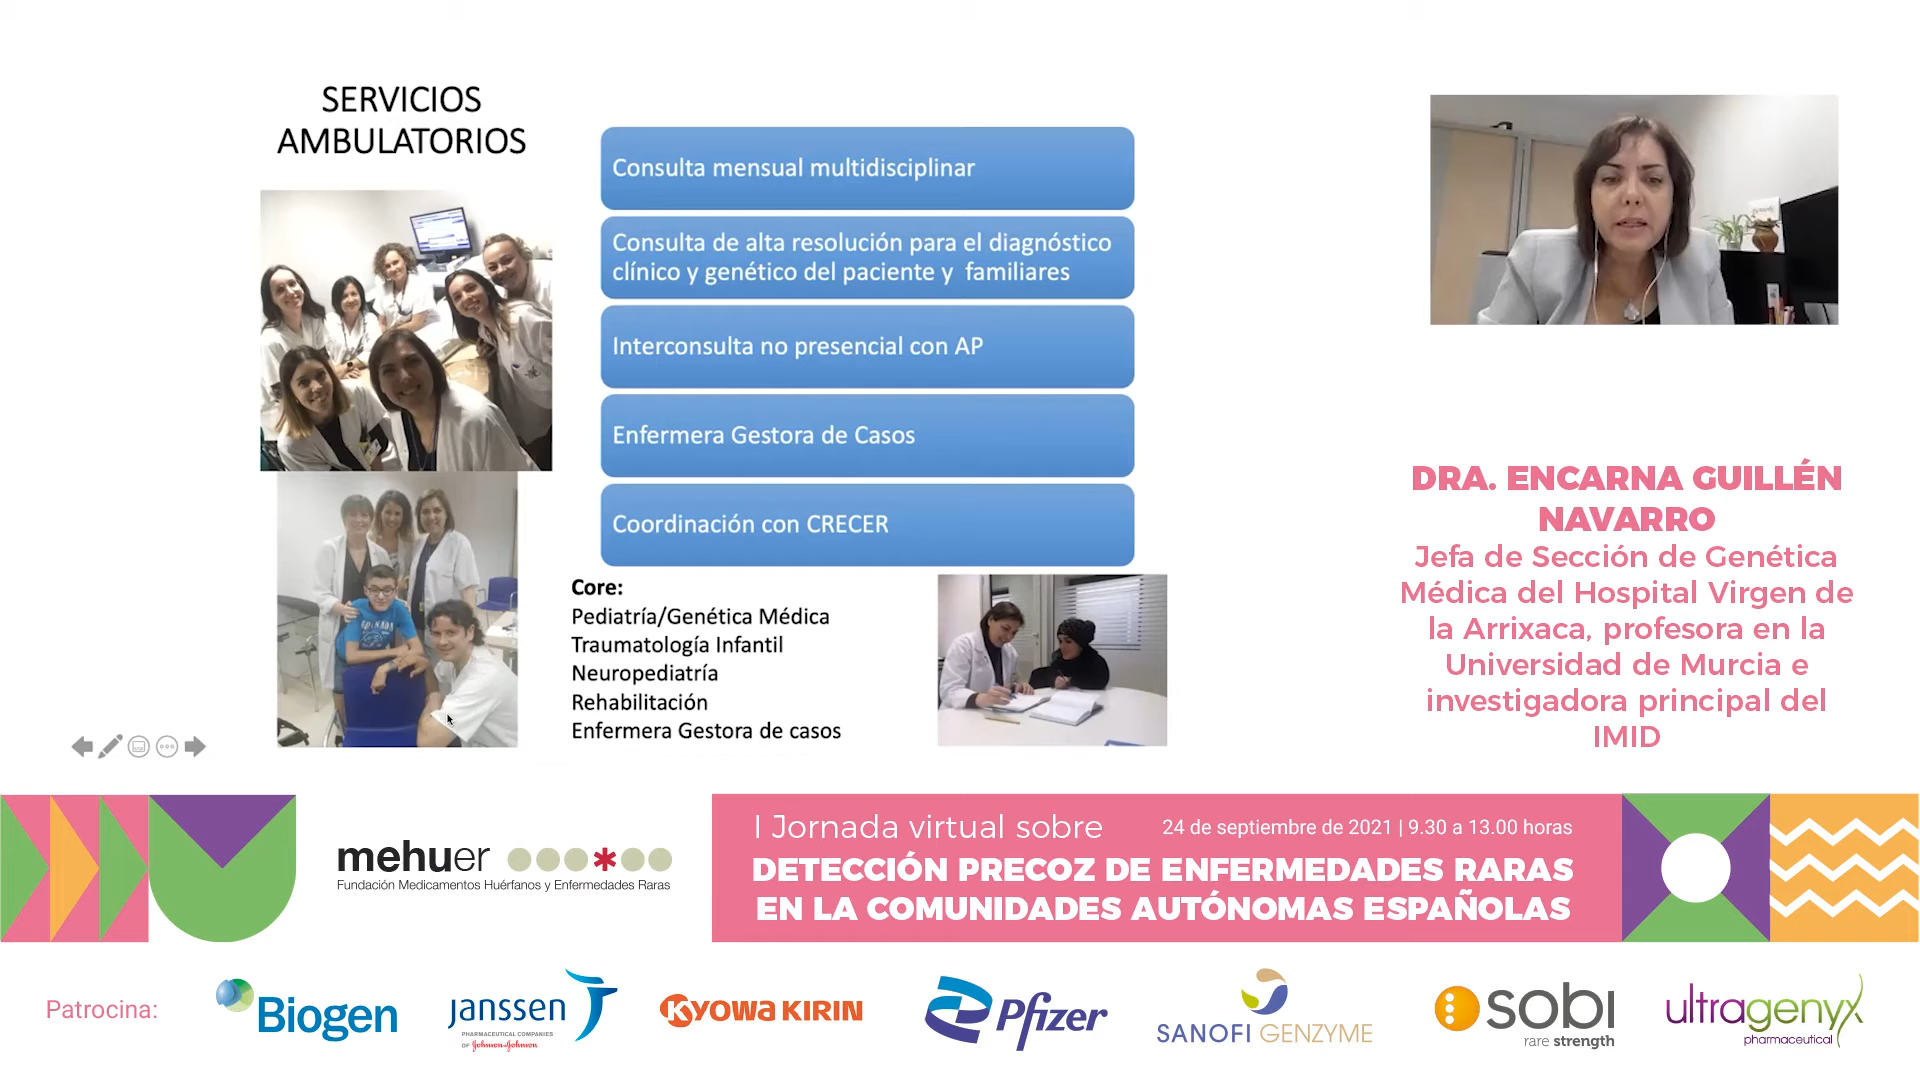 SERVICIOS
AMBULATORIOS
Consulta mensual multidisciplinar
Consulta de alta resolución para el diagnóstico
clínico y genético del paciente y familiares
Interconsulta no presencial con AP
Enfermera Gestora de Casos
Coordinación con CRECER
Core:
Pediatría/Genética Médica
Traumatología Infantil
Neuropediatría
Rehabilitación
Enfermera Gestora de casos
DRA. ENCARNA GUILLÉN
NAVARRO
Jefa de Sección de Genética
Médica del Hospital Virgen de
la Arrixaca, profesora en la
Universidad de Murcia e
investigadora principal del
IMID
mehuer
Fundación Medicamentos Huérfanos y Enfermedades Raras
I Jornada virtual sobre
24 de septiembre de 2021 | 9.30 a 13.00 horas
DETECCIÓN PRECOZ DE ENFERMEDADES RARAS
EN LA COMUNIDADES AUTÓNOMAS ESPAÑOLAS
Patrocina:
Biogen
janssen
PHARMACEUTICAL COMPANIES
OF Johnson & Johnson
KYOWA KIRIN
Pfizer
SANOFI GENZYME
sobi
rare strength
ultragenyx
pharmaceutical